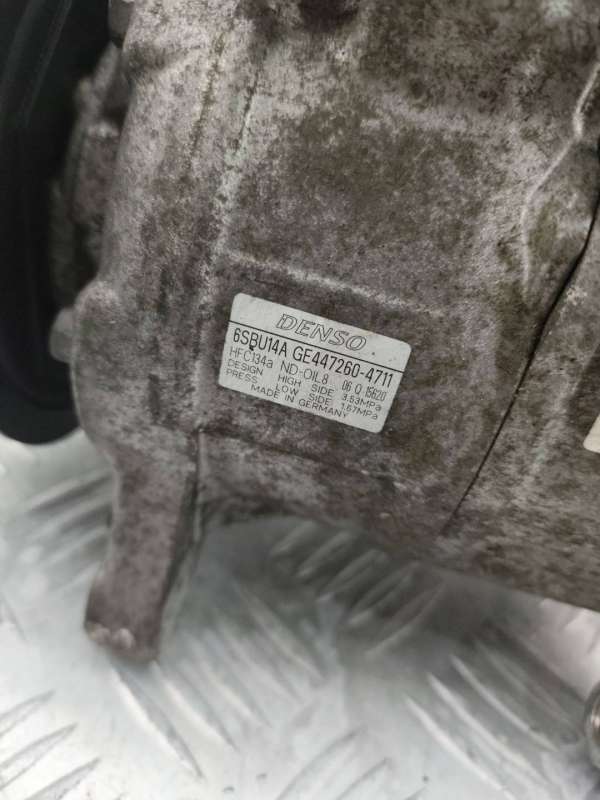 DENSO
6SBU14A GE447260-4711
HFC134a ND-OIL8 06 Q 15620
DESIGN HIGH SIDE 3.53MPa
PRESS. LOW SIDE 1.67MPa
MADE IN GERMANY